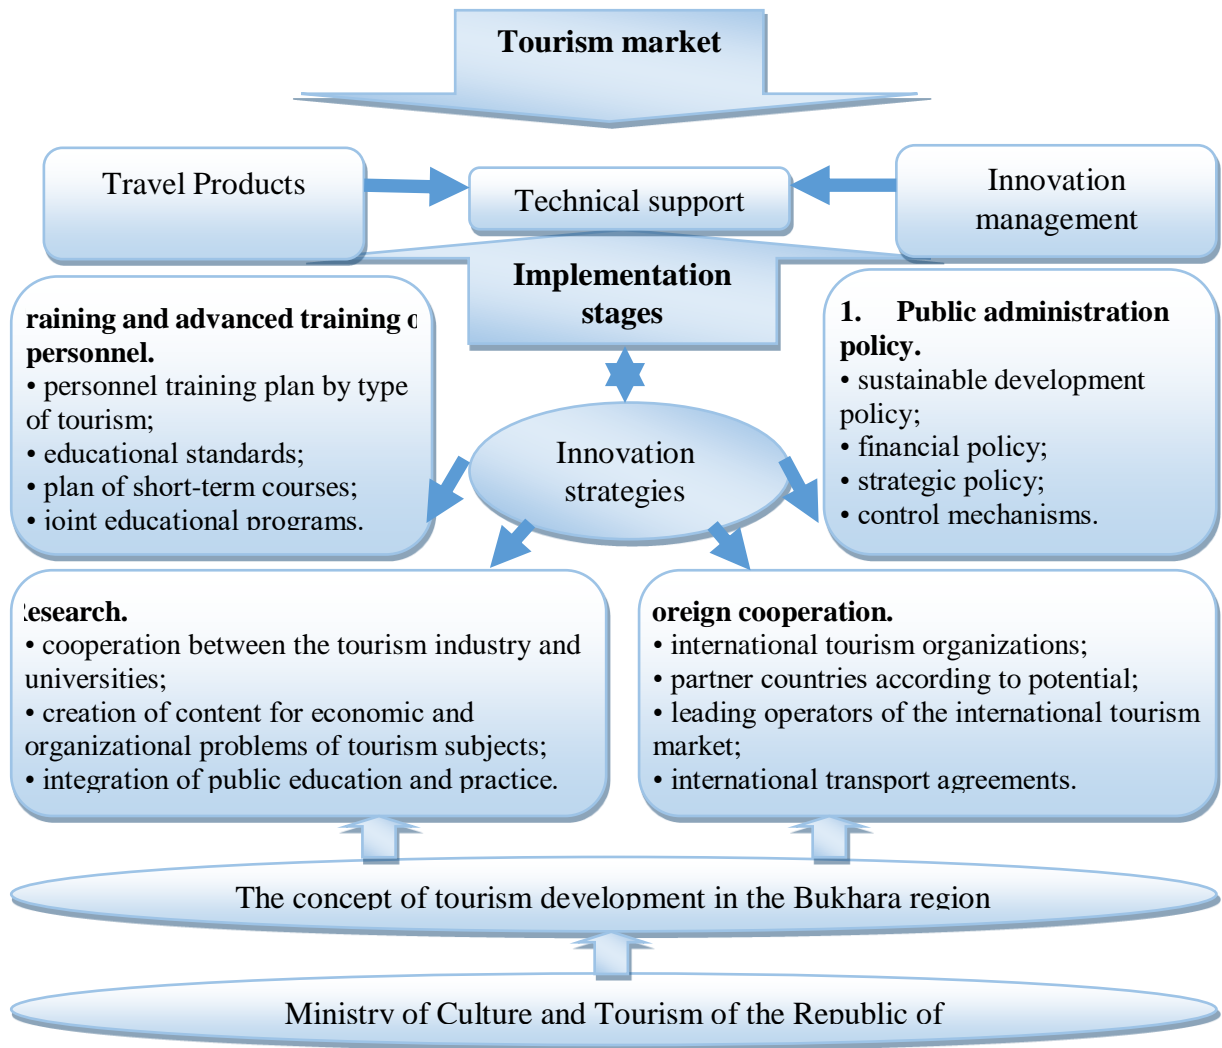 Tourism market
Travel Products
Technical support
Innovation
management
Implementation
stages
raining and advanced training o
personnel.
• personnel training plan by type
of tourism;
• educational standards;
• plan of short-term courses;
• joint educational programs.
1. Public administration
policy.
• sustainable development
policy;
• financial policy;
• strategic policy;
• control mechanisms.
Innovation
strategies
esearch.
• cooperation between the tourism industry and
universities;
• creation of content for economic and
organizational problems of tourism subjects;
• integration of public education and practice.
oreign cooperation.
• international tourism organizations;
• partner countries according to potential;
• leading operators of the international tourism
market;
• international transport agreements.
The concept of tourism development in the Bukhara region
Ministry of Culture and Tourism of the Republic of